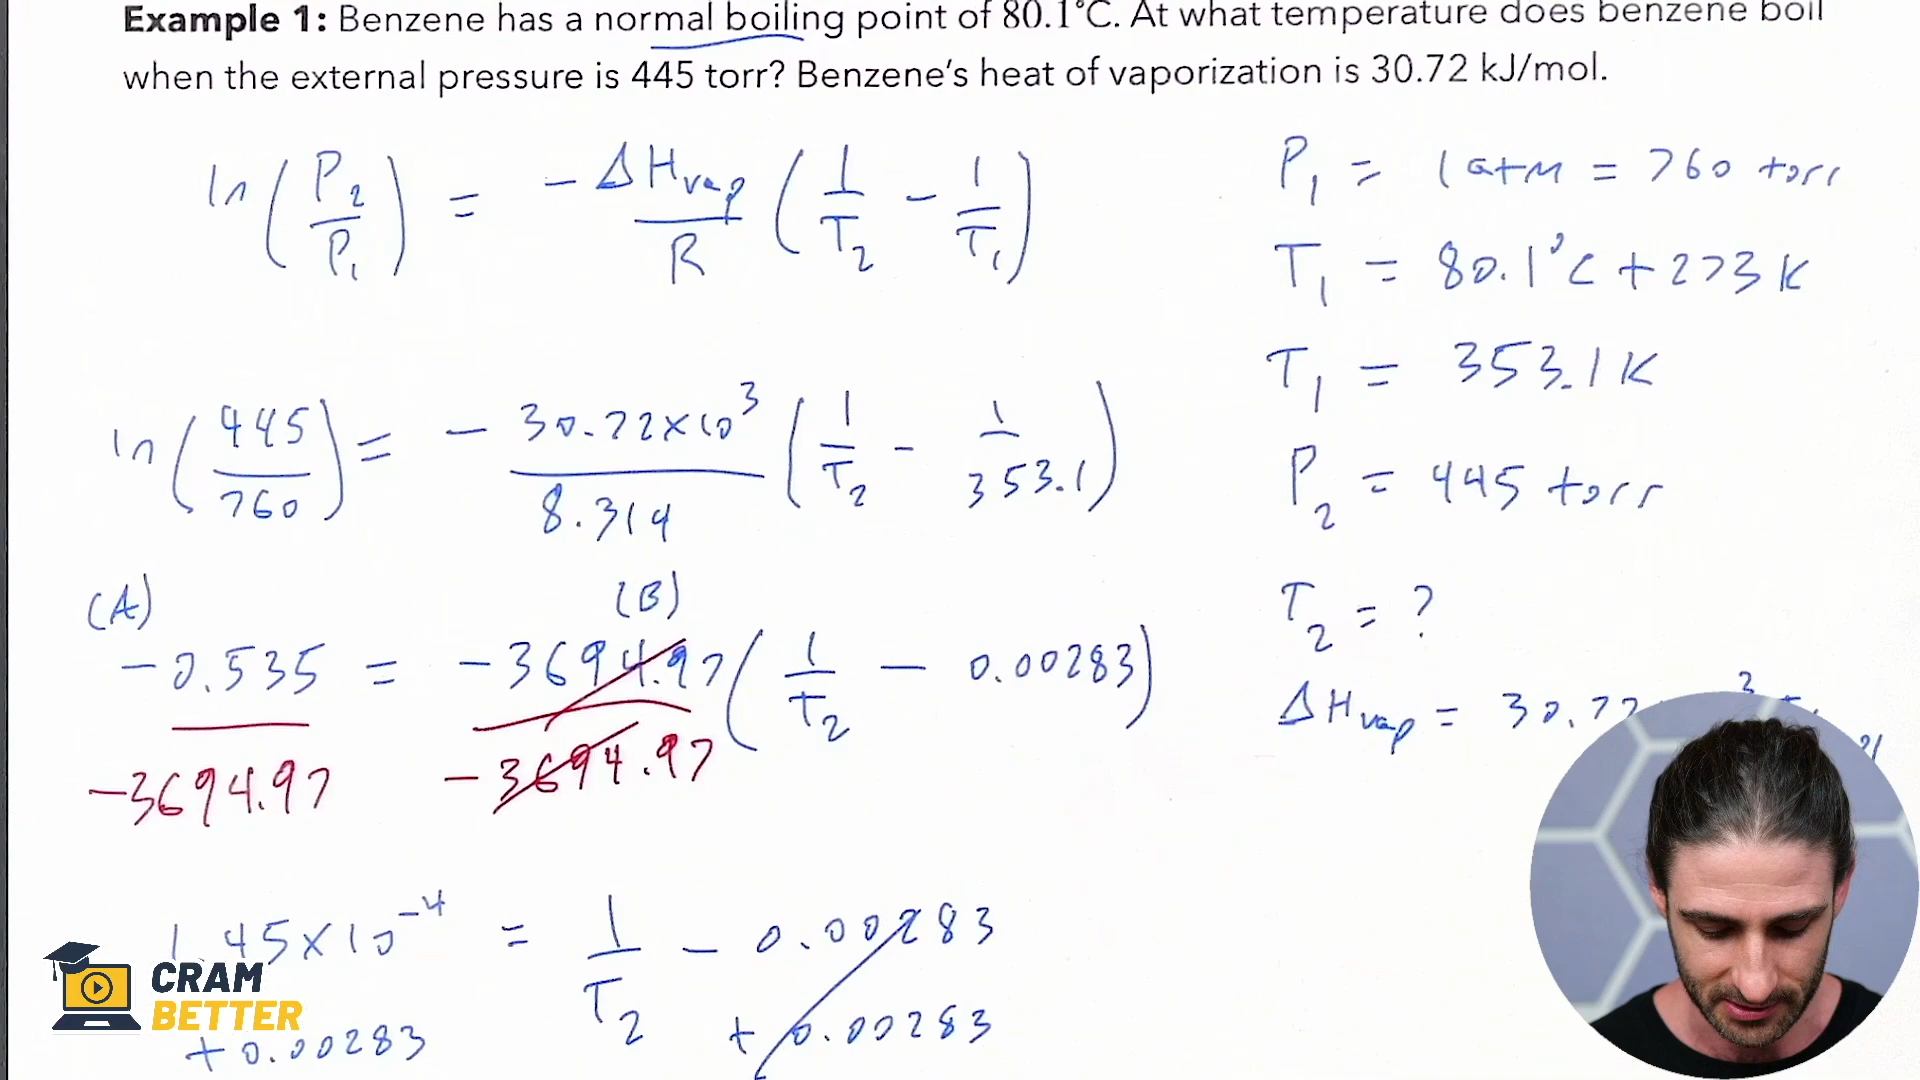 Example 1: Benzene has a normal boiling point of 80.1°C. At what temperature does benzene boil
when the external pressure is 445 torr? Benzene's heat of vaporization is 30.72 kJ/mol.
ln(P₂/P₁) = -ΔHvap/R (1/T₂ - 1/T₁)
P₁ = 1 atm = 760 torr
T₁ = 80.1°C + 273 K
T₁ = 353.1 K
ln(445/760) = - 30.72×10³/8.314 (1/T₂ - 1/353.1)
P₂ = 445 torr
(A) (B)
T₂ = ?
-0.535 = -3694.97 (1/T₂ - 0.00283)
-3694.97 -3694.97
ΔHvap = 30.72
1.45×10⁻⁴ = 1/T₂ - 0.00283
+0.00283 +0.00283
CRAM
BETTER